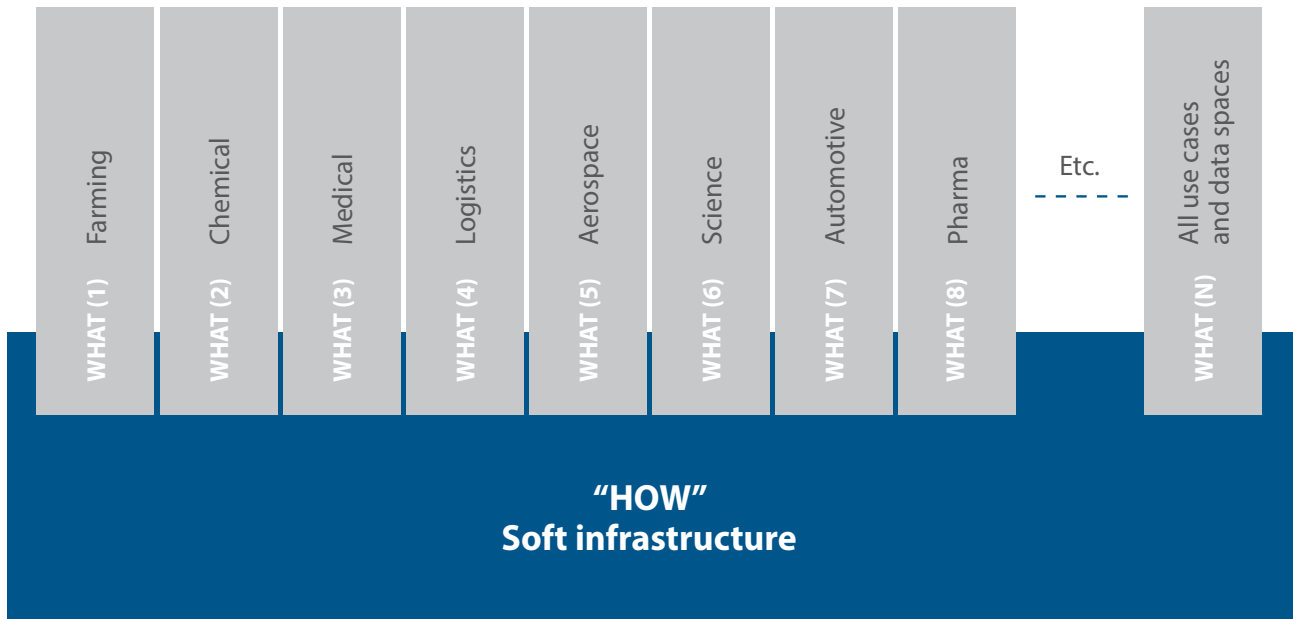 WHAT (1) Farming
WHAT (2) Chemical
WHAT (3) Medical
WHAT (4) Logistics
WHAT (5) Aerospace
WHAT (6) Science
WHAT (7) Automotive
WHAT (8) Pharma
Etc.
WHAT (N) All use cases
and data spaces
“HOW”
Soft infrastructure